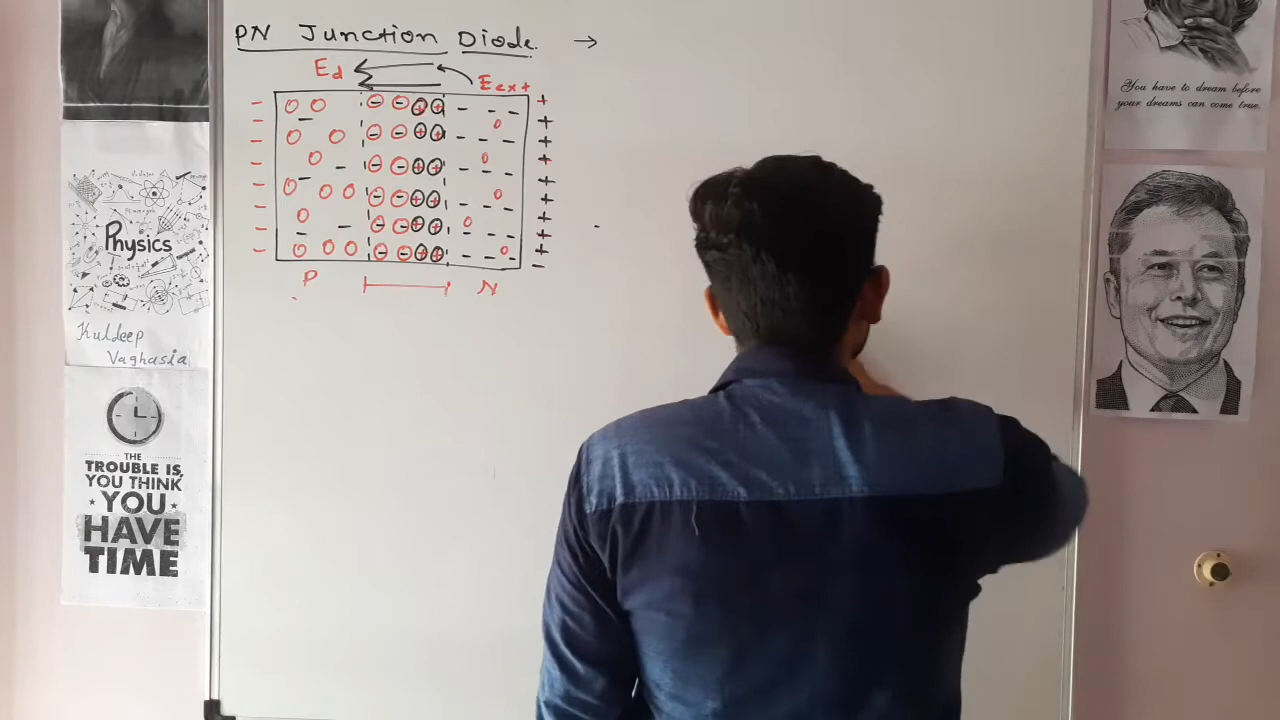 PN Junction Diode. →
Ed
Eext
P
N
Physics
Kuldeep
Vaghasia
THE
TROUBLE IS,
YOU THINK
YOU
HAVE
TIME
You have to dream before
your dreams can come true.